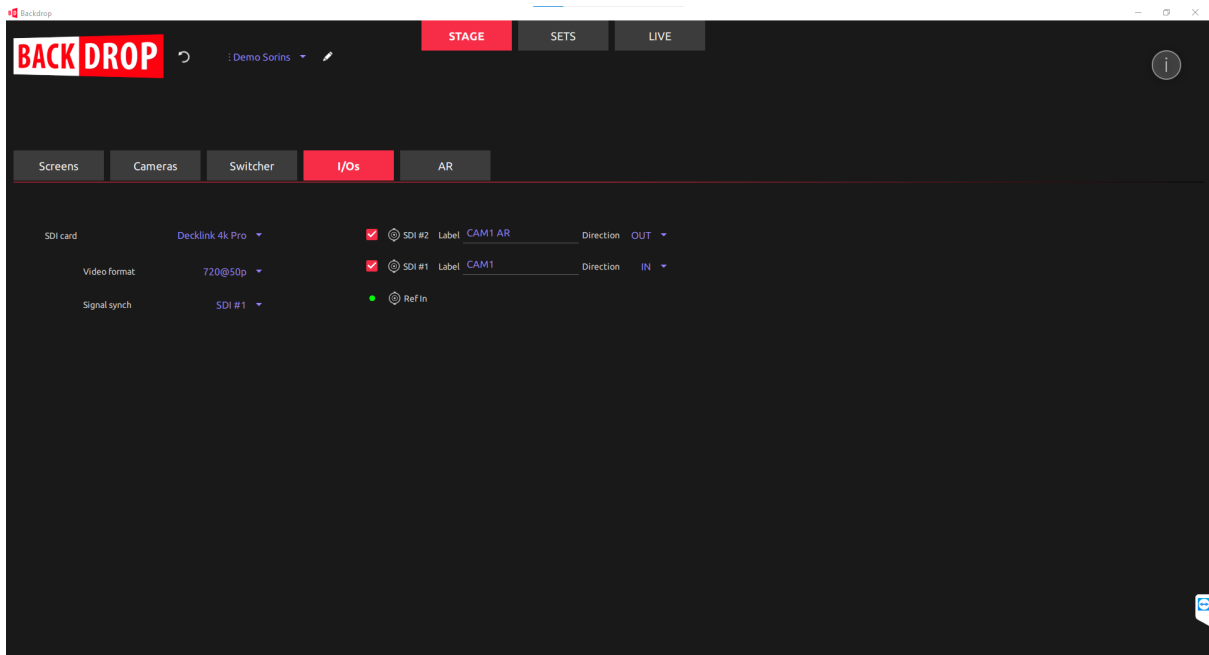 Backdrop
STAGE SETS LIVE
BACKDROP : Demo Sorins
i
Screens Cameras Switcher I/Os AR
SDI card Decklink 4k Pro SDI #2 Label CAM1 AR Direction OUT
Video format 720@50p SDI #1 Label CAM1 Direction IN
Signal synch SDI #1 Ref In